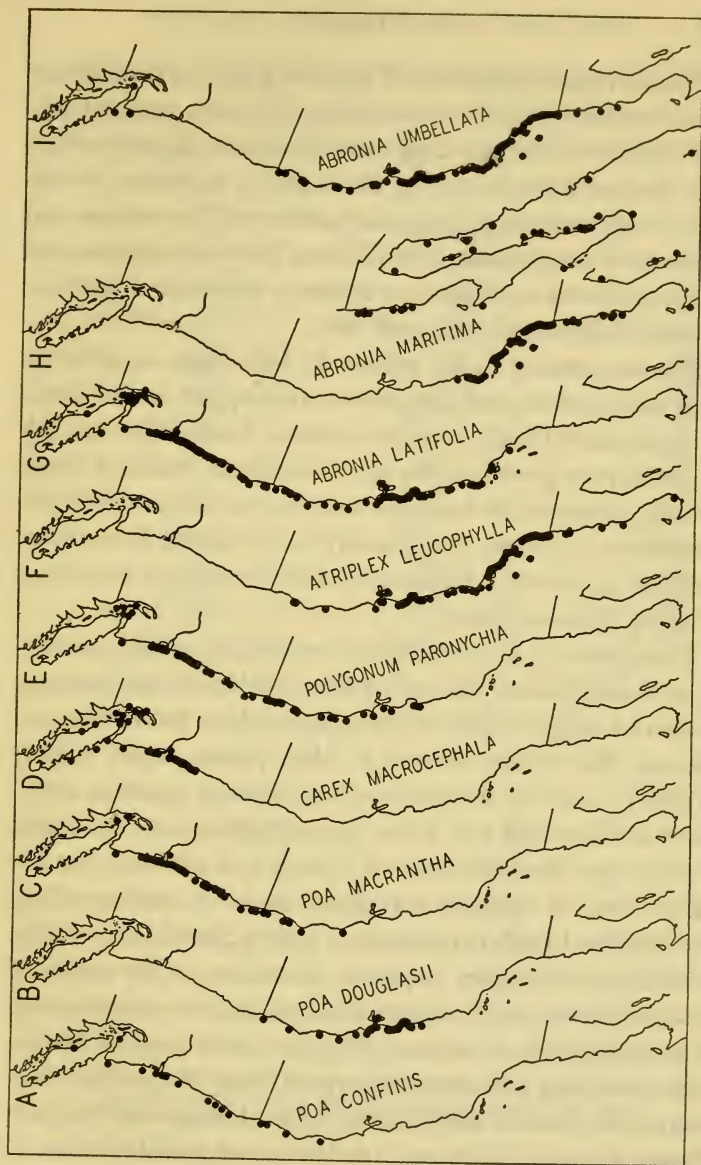 A
POA CONFINIS
B
POA DOUGLASII
C
POA MACRANTHA
D
CAREX MACROCEPHALA
E
POLYGONUM PARONYCHIA
F
ATRIPLEX LEUCOPHYLLA
G
ABRONIA LATIFOLIA
H
ABRONIA MARITIMA
I
ABRONIA UMBELLATA